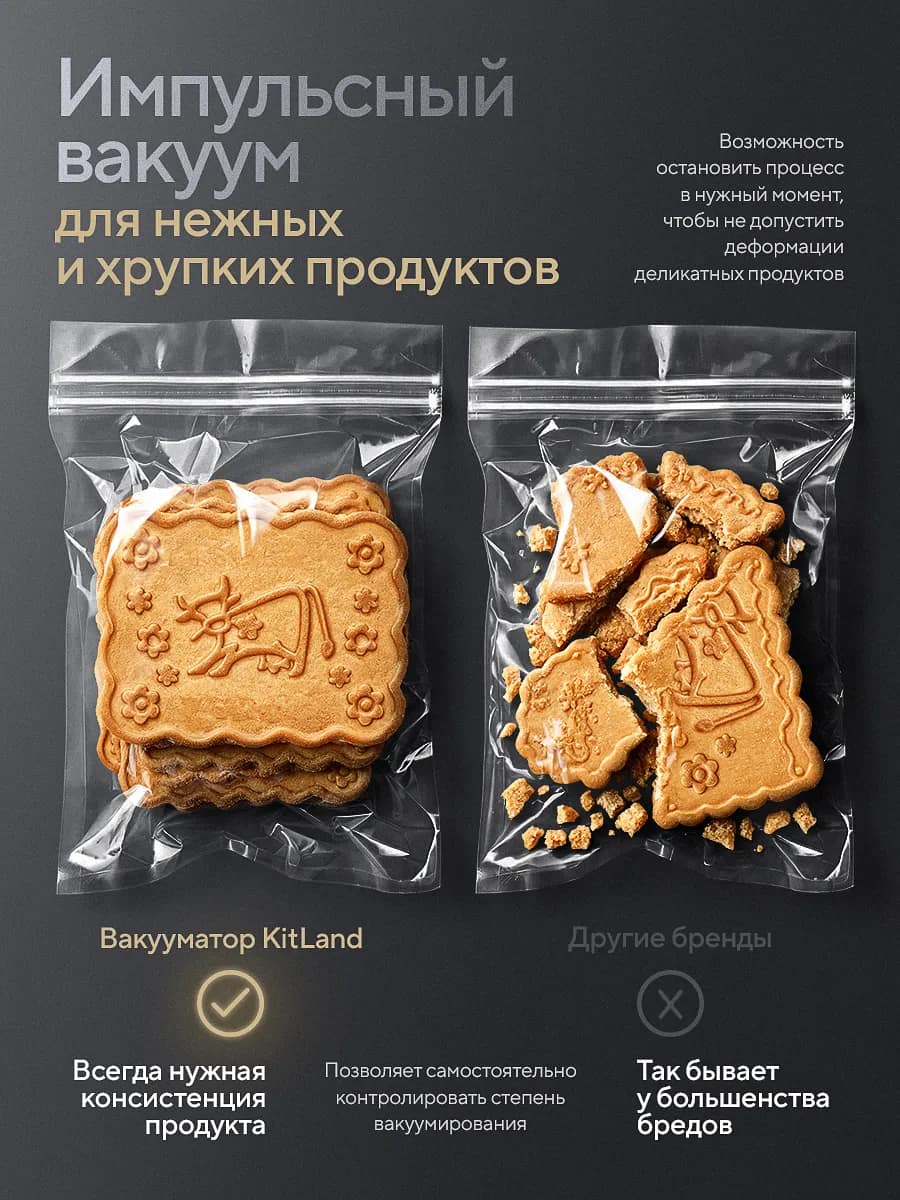 Импульсный
вакуум
для нежных
и хрупких продуктов
Возможность
остановить процесс
в нужный момент,
чтобы не допустить
деформации
деликатных продуктов
Вакууматор KitLand
Другие бренды
Всегда нужная
консистенция
продукта
Позволяет самостоятельно
контролировать степень
вакуумирования
Так бывает
у большенства
бредов